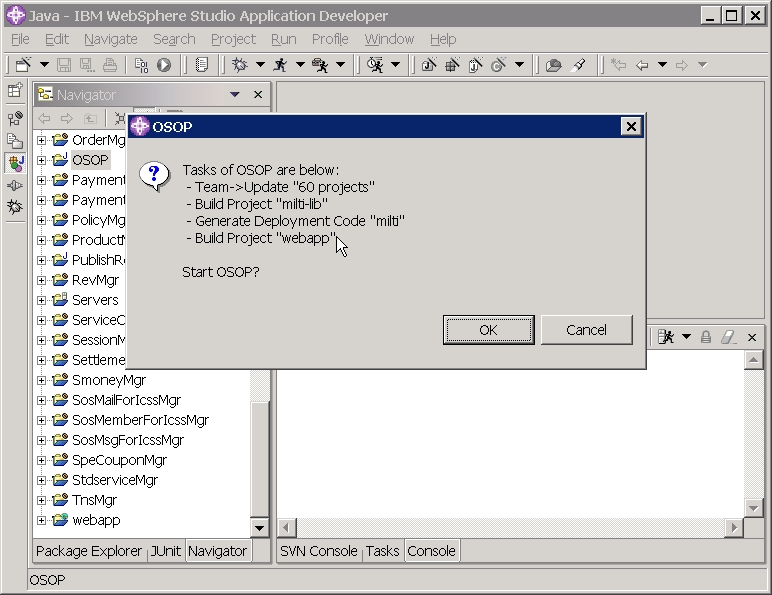 Java - IBM WebSphere Studio Application Developer
File Edit Navigate Search Project Run Profile Window Help
Navigator
OrderMg
OSOP
Payment
Payment
PolicyMg
Product
PublishRe
RevMgr
Servers
ServiceC
SessionM
Settleme
SmoneyMgr
SosMailForIcssMgr
SosMemberForIcssMgr
SosMsgForIcssMgr
SpeCouponMgr
StdserviceMgr
TnsMgr
webapp
OSOP
Tasks of OSOP are below:
- Team->Update "60 projects"
- Build Project "milti-lib"
- Generate Deployment Code "milti"
- Build Project "webapp"
Start OSOP?
OK Cancel
Package Explorer JUnit Navigator
SVN Console Tasks Console
OSOP